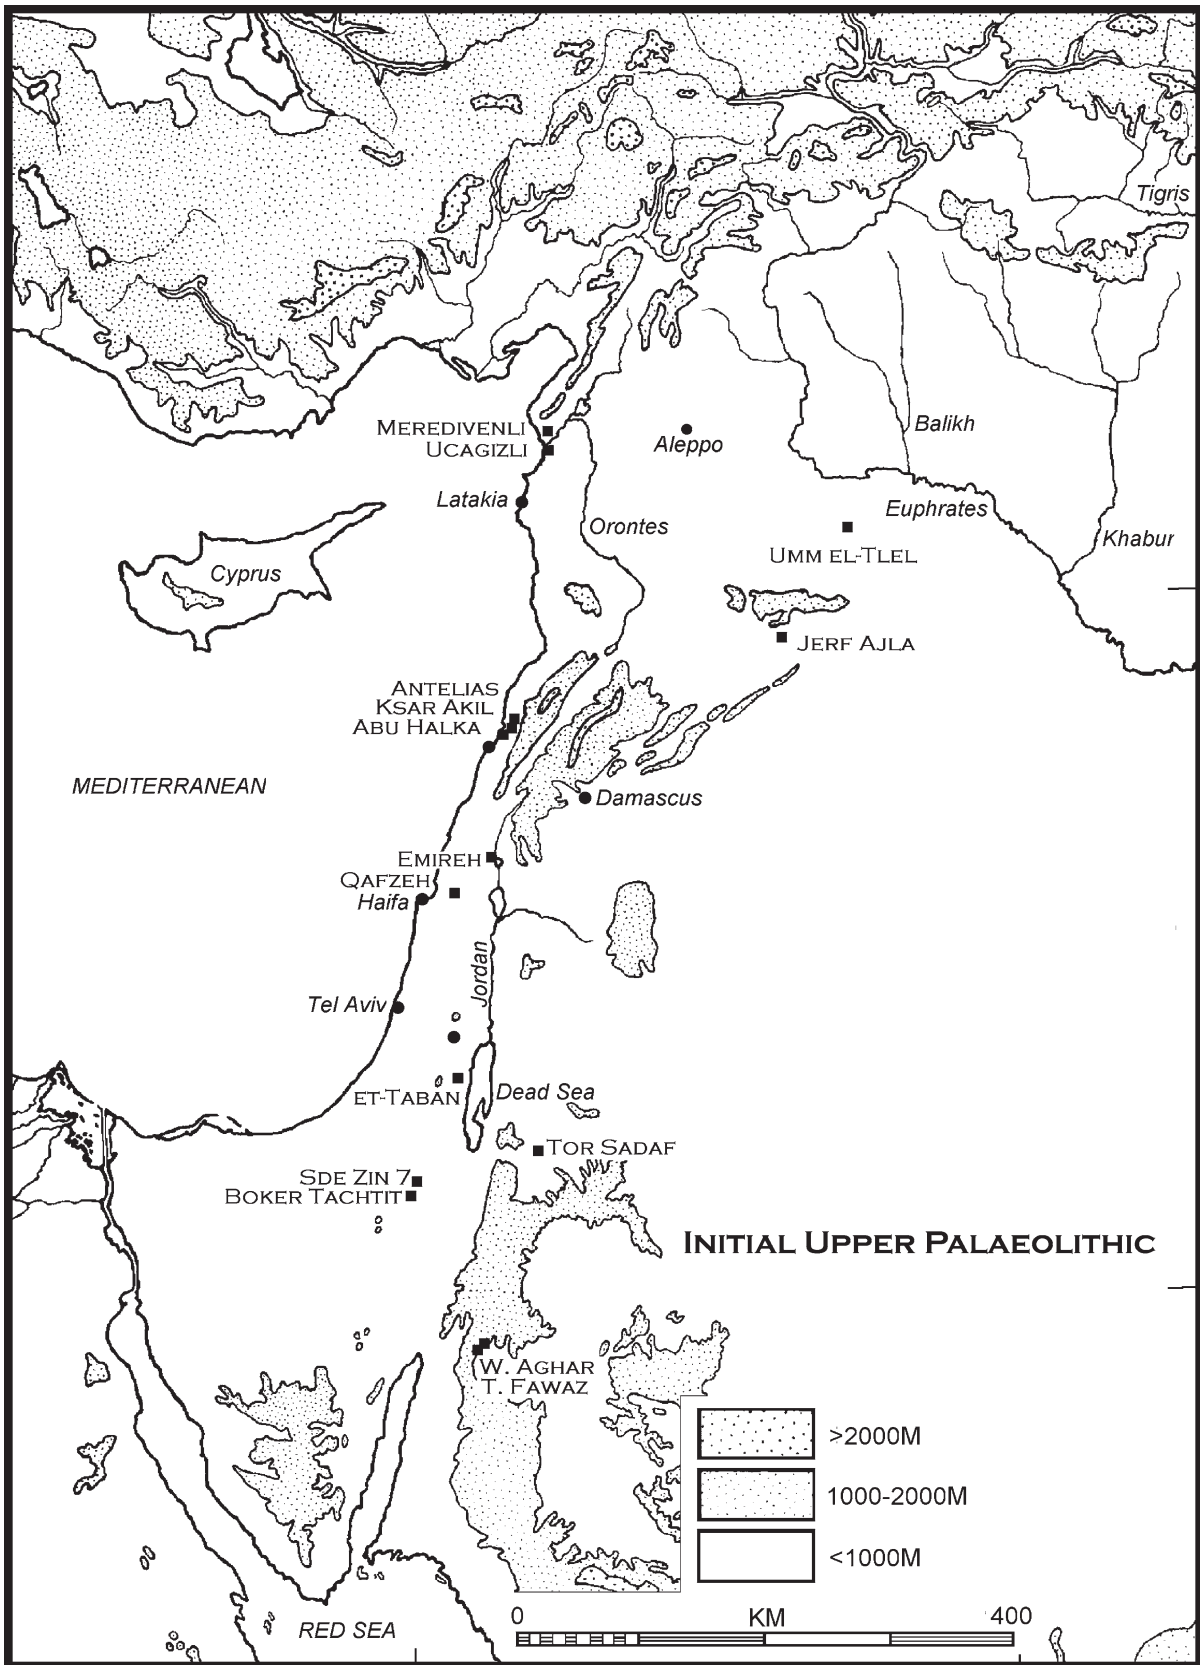 Tigris
Balikh
MEREDIVENLI
UCAGIZLI
Aleppo
Latakia
Euphrates
Orontes
Khabur
UMM EL-TLEL
Cyprus
JERF AJLA
ANTELIAS
KSAR AKIL
ABU HALKA
MEDITERRANEAN
Damascus
EMIREH
QAFZEH
Haifa
Jordan
Tel Aviv
Dead Sea
ET-TABAN
TOR SADAF
SDE ZIN 7
BOKER TACHTIT
INITIAL UPPER PALAEOLITHIC
W. AGHAR
T. FAWAZ
>2000M
1000-2000M
<1000M
0 KM 400
RED SEA